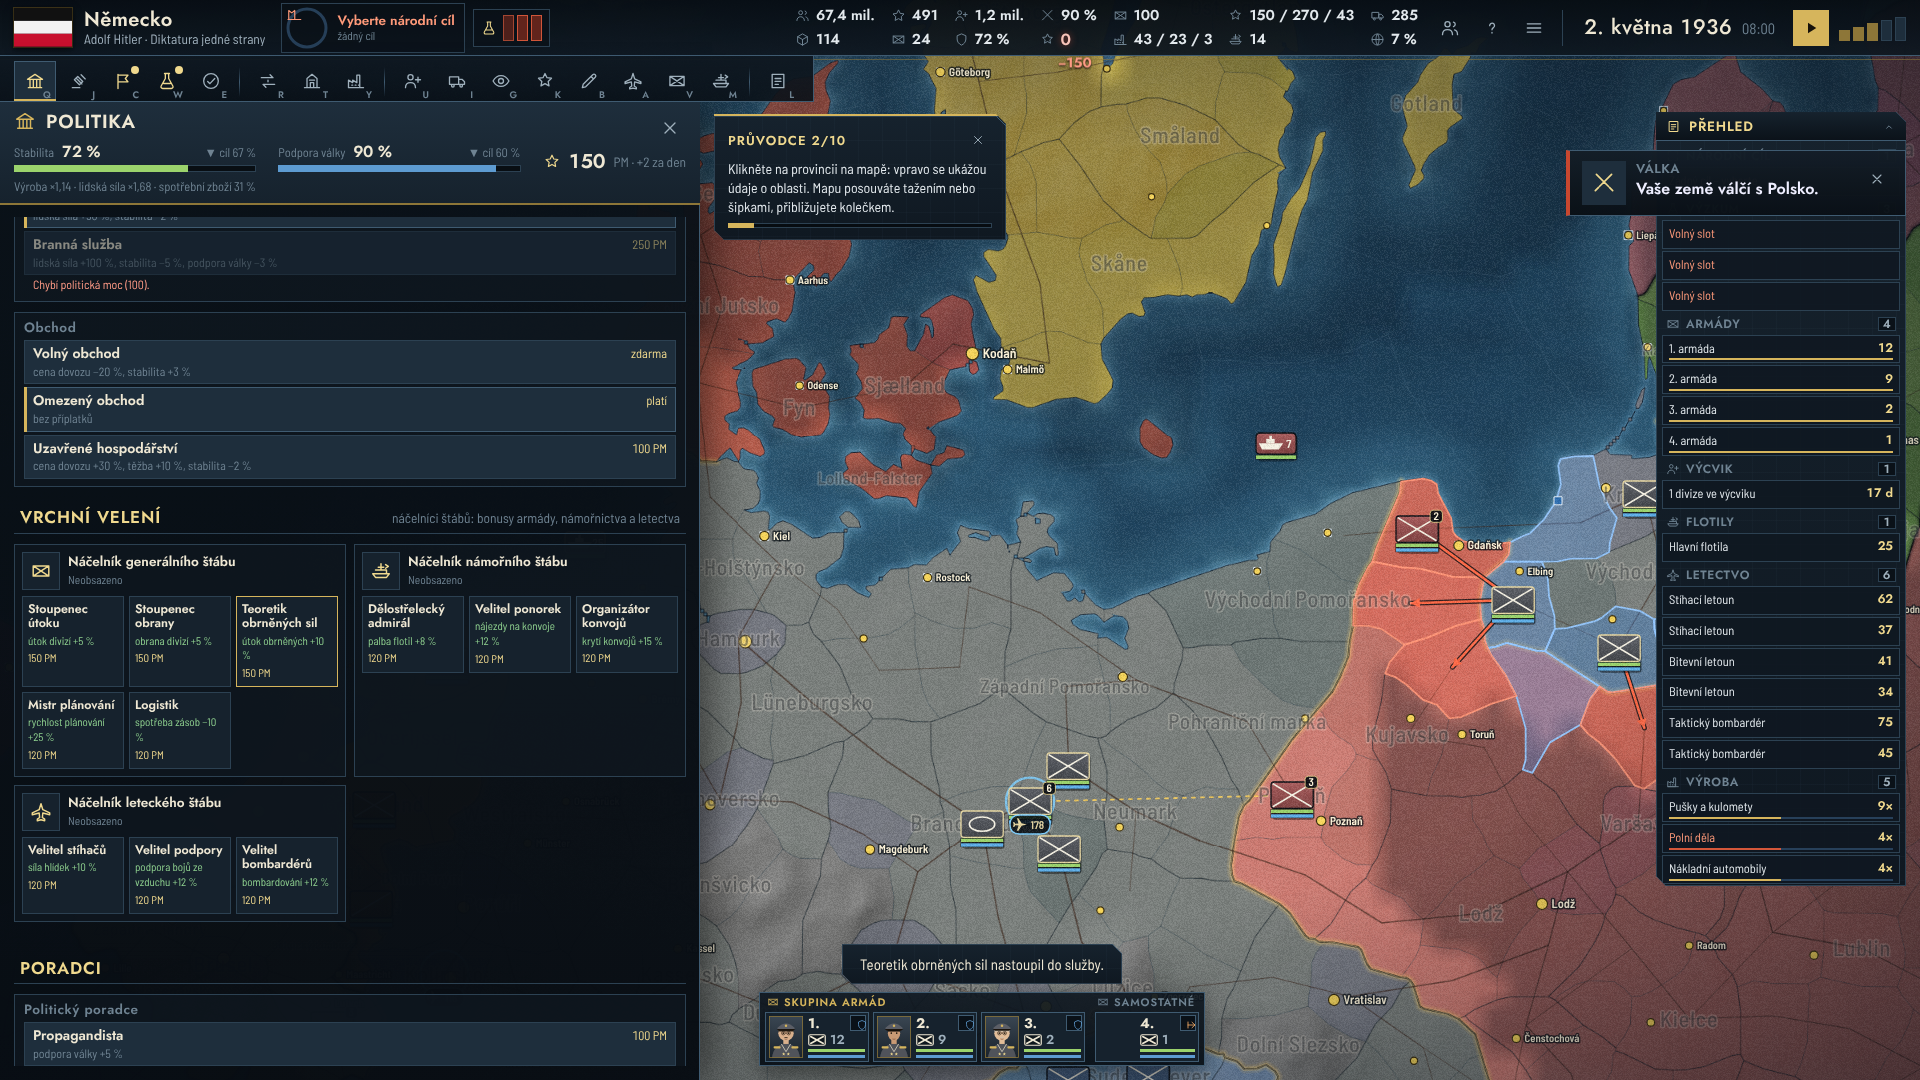 Německo
Adolf Hitler · Diktatura jedné strany
Vyberte národní cíl
žádný cíl
67,4 mil.
491
1,2 mil.
90 %
100
150 / 270 / 43
285
114
24
72 %
0
43 / 23 / 3
14
7 %
?
2. května 1936
08:00
-150
Q
J
C
W
E
R
T
Y
U
I
G
K
B
A
V
M
L
POLITIKA
Stabilita 72 %
▼ cíl 67 %
Podpora války 90 %
▼ cíl 60 %
150 PM · +2 za den
Výroba ×1,14 · lidská síla ×1,68 · spotřební zboží 31 %
Branná služba
250 PM
lidská síla +100 %, stabilita −5 %, podpora války −3 %
Chybí politická moc (100).
Obchod
Volný obchod
zdarma
cena dovozu −20 %, stabilita +3 %
Omezený obchod
platí
bez příplatků
Uzavřené hospodářství
100 PM
cena dovozu +30 %, těžba +10 %, stabilita −2 %
VRCHNÍ VELENÍ
náčelníci štábů: bonusy armády, námořnictva a letectva
Náčelník generálního štábu
Neobsazeno
Stoupenec útoku
útok divizí +5 %
150 PM
Stoupenec obrany
obrana divizí +5 %
150 PM
Teoretik obrněných sil
útok obrněných +10 %
150 PM
Mistr plánování
rychlost plánování +25 %
120 PM
Logistik
spotřeba zásob −10 %
120 PM
Náčelník námořního štábu
Neobsazeno
Dělostřelecký admirál
palba flotil +8 %
120 PM
Velitel ponorek
nájezdy na konvoje +12 %
120 PM
Organizátor konvojů
krytí konvojů +15 %
120 PM
Náčelník leteckého štábu
Neobsazeno
Velitel stíhačů
síla hlídek +10 %
120 PM
Velitel podpory
podpora bojů ze vzduchu +12 %
120 PM
Velitel bombardérů
bombardování +12 %
120 PM
PORADCI
Politický poradce
Propagandista
100 PM
podpora války +5 %
PRŮVODCE 2/10
Klikněte na provincii na mapě: vpravo se ukážou
údaje o oblasti. Mapu posouváte tažením nebo
šipkami, přibližujete kolečkem.
Göteborg
Småland
Gotland
Skåne
Aarhus
Kodaň
Malmö
Odense
Sjælland
Fyn
Lolland-Falster
7
Kiel
Rostock
Východní Pomořansko
Západní Pomořansko
Lüneburgsko
Pohraniční marka
Kujavsko
Toruň
Gdaňsk
Elbing
2
3
6
178
Neumark
Magdeburk
Poznaň
Lodž
Lodž
Radom
Lublin
Kielce
Vratislav
Čenstochová
Dolní Slezsko
PŘEHLED
VÁLKA
Vaše země válčí s Polsko.
Volný slot
Volný slot
Volný slot
ARMÁDY
4
1. armáda
12
2. armáda
9
3. armáda
2
4. armáda
1
VÝCVIK
1
1 divize ve výcviku
17 d
FLOTILY
1
Hlavní flotila
25
LETECTVO
6
Stíhací letoun
62
Stíhací letoun
37
Bitevní letoun
41
Bitevní letoun
34
Taktický bombardér
75
Taktický bombardér
45
VÝROBA
5
Pušky a kulomety
9×
Polní děla
4×
Nákladní automobily
4×
Teoretik obrněných sil nastoupil do služby.
SKUPINA ARMÁD
SAMOSTATNÉ
1.
12
2.
9
3.
2
4.
1